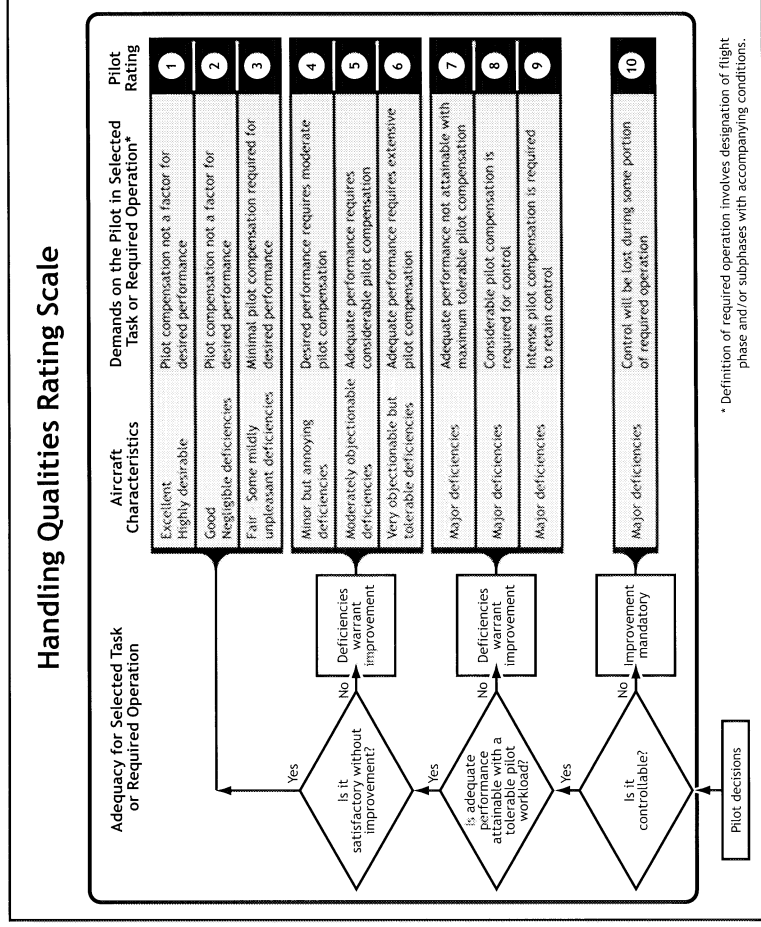 Handling Qualities Rating Scale
Adequacy for Selected Task
or Required Operation
Aircraft
Characteristics
Demands on the Pilot in Selected
Task or Required Operation*
Pilot
Rating
Excellent
Highly desirable
Pilot compensation not a factor for
desired performance
1
Good
Negligible deficiencies
Pilot compensation not a factor for
desired performance
2
Fair - Some mildly
unpleasant deficiencies
Minimal pilot compensation required for
desired performance
3
Yes
Is it
satisfactory without
improvement?
No
Deficiencies
warrant
improvement
Minor but annoying
deficiencies
Desired performance requires moderate
pilot compensation
4
Moderately objectionable
deficiencies
Adequate performance requires
considerable pilot compensation
5
Very objectionable but
tolerable deficiencies
Adequate performance requires extensive
pilot compensation
6
Yes
Is adequate
performance
attainable with a
tolerable pilot
workload?
No
Deficiencies
warrant
improvement
Major deficiencies
Adequate performance not attainable with
maximum tolerable pilot compensation
7
Major deficiencies
Considerable pilot compensation is
required for control
8
Major deficiencies
Intense pilot compensation is required
to retain control
9
Yes
Is it
controllable?
No
Improvement
mandatory
Major deficiencies
Control will be lost during some portion
of required operation
10
Pilot decisions
* Definition of required operation involves designation of flight
phase and/or subphases with accompanying conditions.